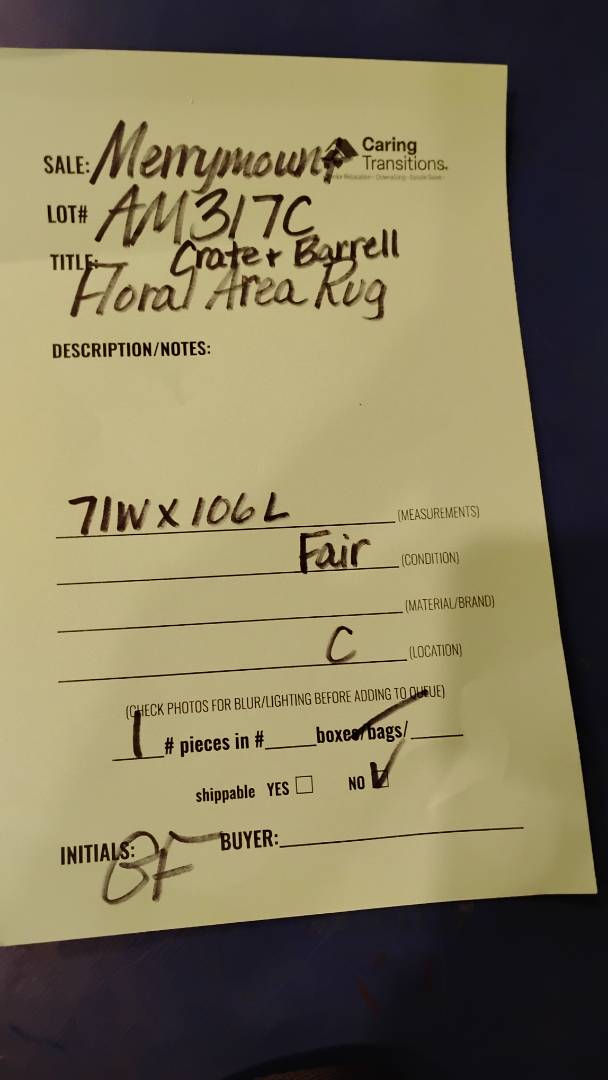 SALE: Merrymount
Caring
Transitions.
LOT# AM317C
TITLE: Crate + Barrell
Floral Area Rug
DESCRIPTION/NOTES:
71W X 106L (MEASUREMENTS)
Fair (CONDITION)
(MATERIAL/BRAND)
C (LOCATION)
(CHECK PHOTOS FOR BLUR/LIGHTING BEFORE ADDING TO QUEUE)
1 # pieces in #______boxes/bags/______
shippable YES ☐ NO ☑
INITIALS: BUYER: